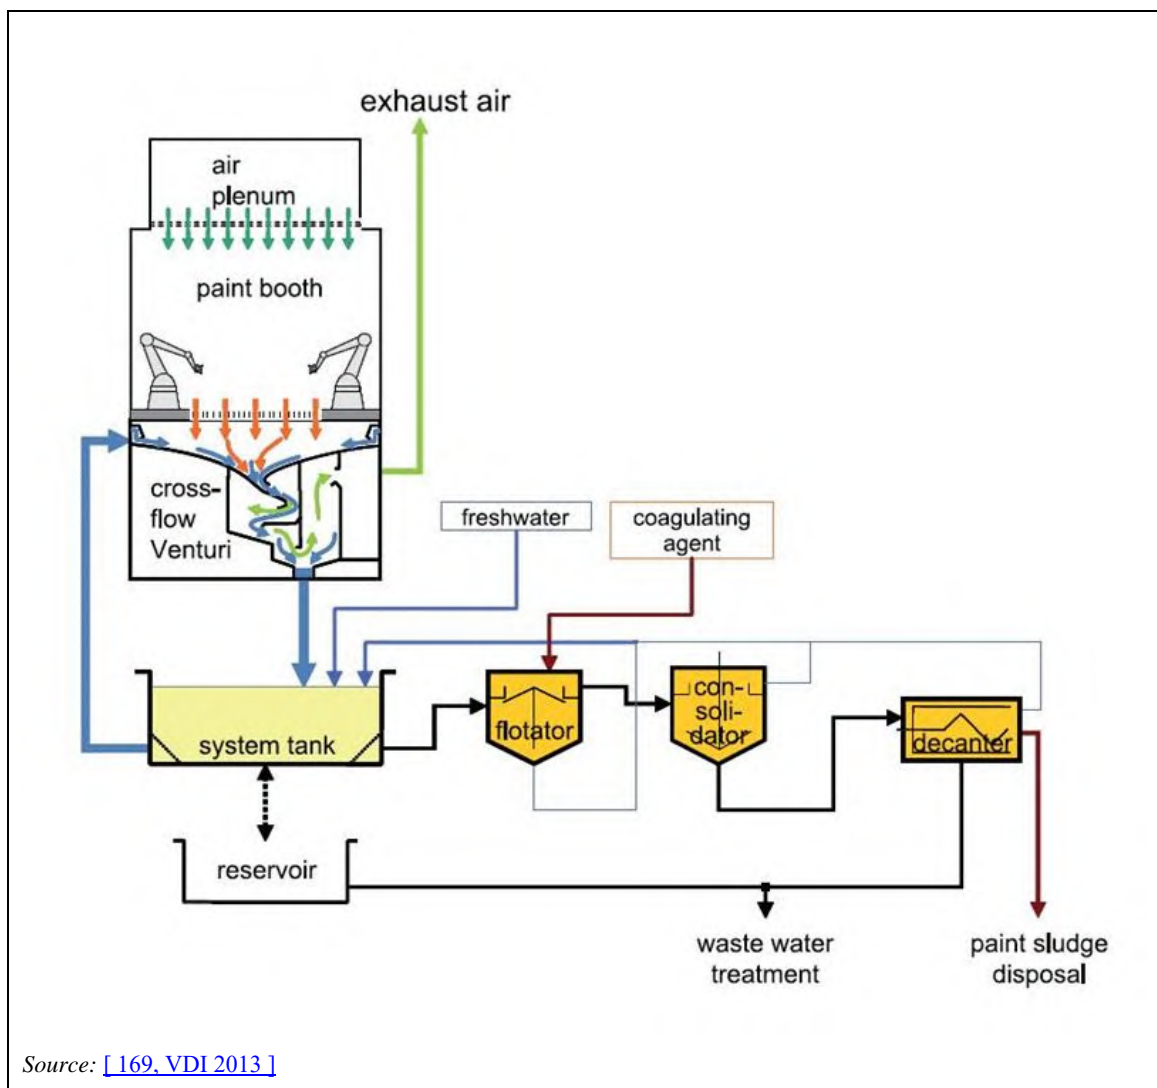 exhaust air
air
plenum
paint booth
cross-
flow
Venturi
freshwater
coagulating
agent
system tank
flotator
con-
soli-
dator
decanter
reservoir
waste water
treatment
paint sludge
disposal
Source: [ 169, VDI 2013 ]